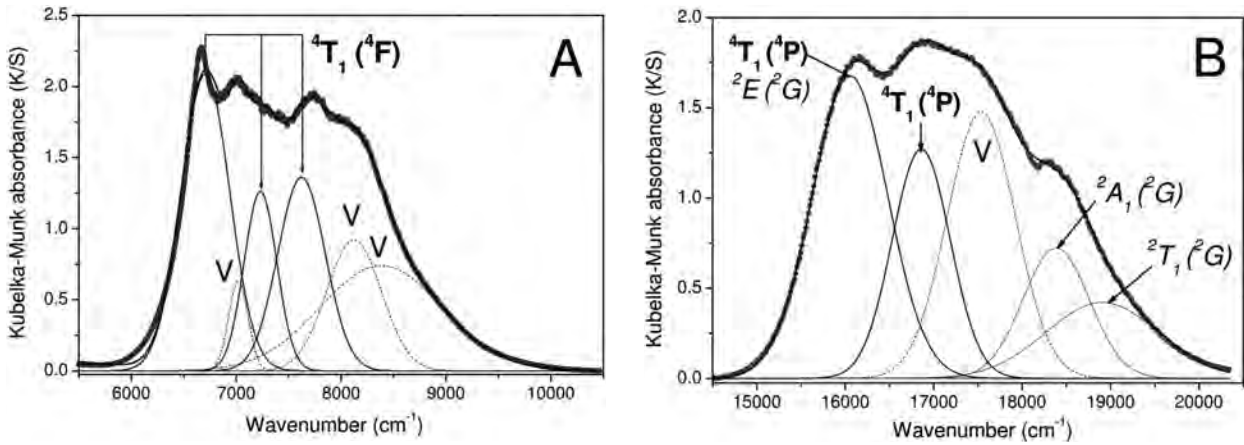 2.5
2.0
1.5
1.0
0.5
0.0
Kubelka-Munk absorbance (K/S)
⁴T₁(⁴F)
A
V
V
V
6000 7000 8000 9000 10000
Wavenumber (cm⁻¹)
2.0
1.5
1.0
0.5
0.0
Kubelka-Munk absorbance (K/S)
⁴T₁(⁴P)
²E(²G)
⁴T₁(⁴P)
B
V
²A₁(²G)
²T₁(²G)
15000 16000 17000 18000 19000 20000
Wavenumber (cm⁻¹)